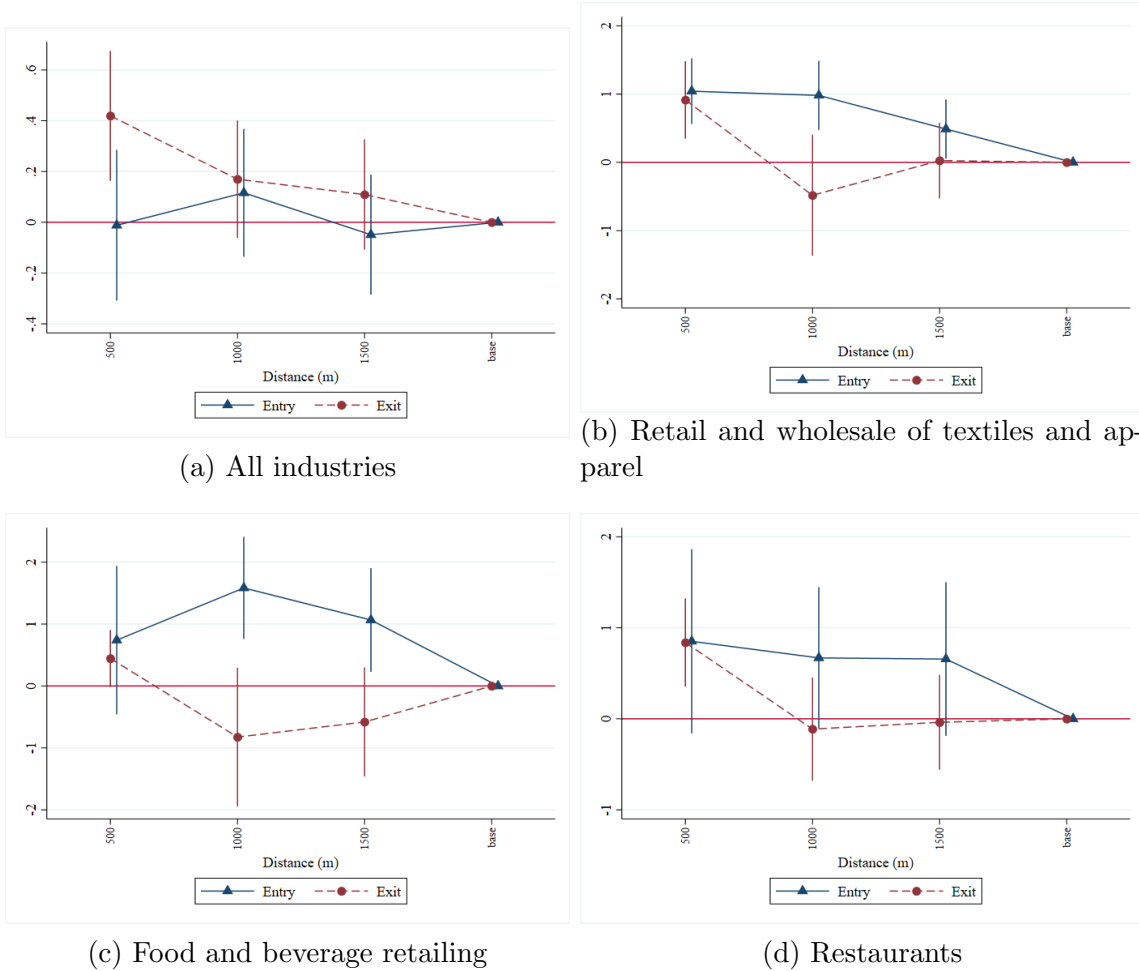 .6
.4
.2
0
-.2
-.4
500
1000
1500
base
Distance (m)
Entry Exit
(a) All industries
2
1
0
-1
-2
500
1000
1500
base
Distance (m)
Entry Exit
(b) Retail and wholesale of textiles and ap-
parel
2
1
0
-1
-2
500
1000
1500
base
Distance (m)
Entry Exit
(c) Food and beverage retailing
2
1
0
-1
500
1000
1500
base
Distance (m)
Entry Exit
(d) Restaurants